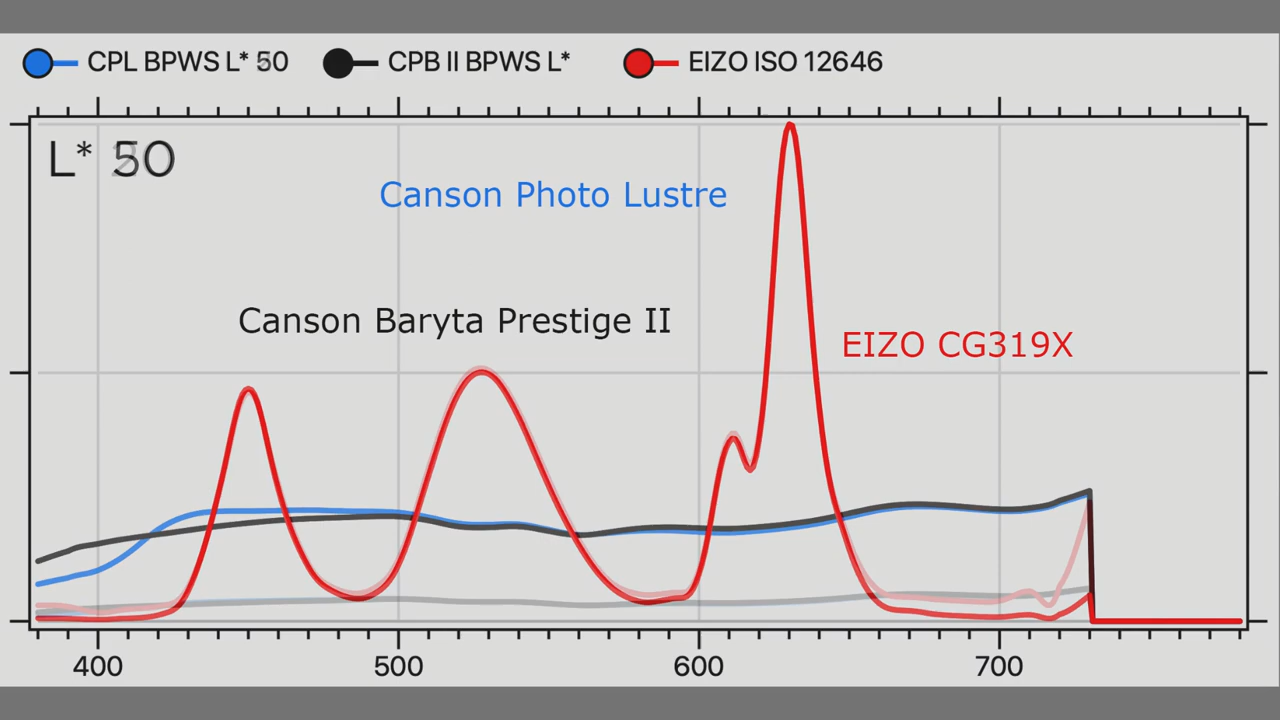 CPL BPWS L* 50 CPB II BPWS L* EIZO ISO 12646
L* 50
Canson Photo Lustre
Canson Baryta Prestige II
EIZO CG319X
400 500 600 700